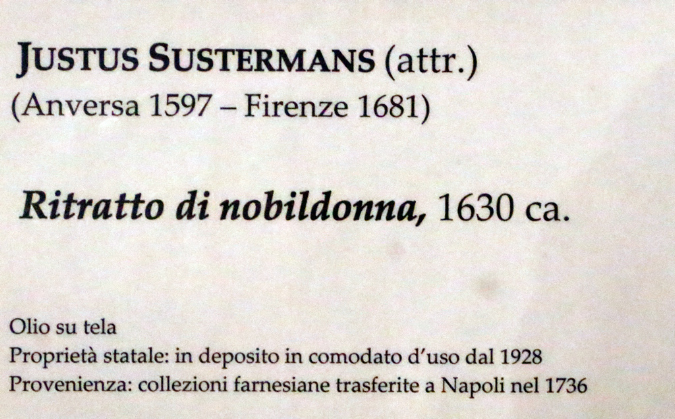 JUSTUS SUSTERMANS (attr.)
(Anversa 1597 – Firenze 1681)
Ritratto di nobildonna, 1630 ca.
Olio su tela
Proprietà statale: in deposito in comodato d’uso dal 1928
Provenienza: collezioni farnesiane trasferite a Napoli nel 1736